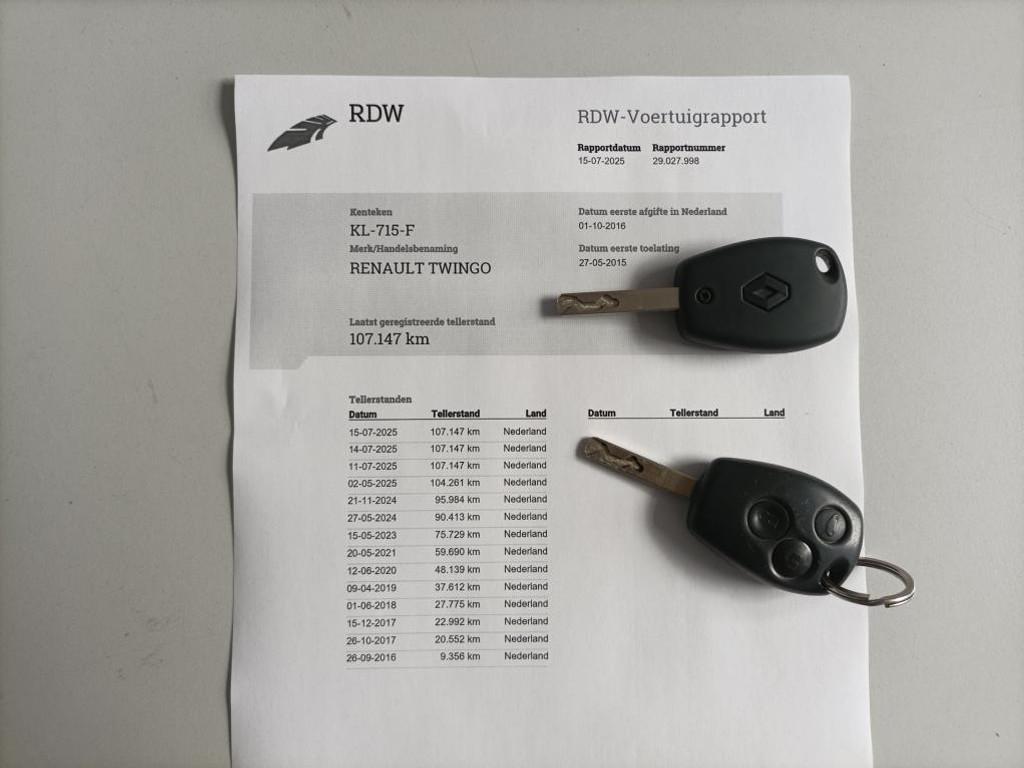 RDW
RDW-Voertuigrapport
Rapportdatum Rapportnummer
15-07-2025 29.027.998
Kenteken
KL-715-F
Merk/Handelsbenaming
RENAULT TWINGO
Datum eerste afgifte in Nederland
01-10-2016
Datum eerste toelating
27-05-2015
Laatst geregistreerde tellerstand
107.147 km
Tellerstanden
Datum Tellerstand Land
15-07-2025 107.147 km Nederland
14-07-2025 107.147 km Nederland
11-07-2025 107.147 km Nederland
02-05-2025 104.261 km Nederland
21-11-2024 95.984 km Nederland
27-05-2024 90.413 km Nederland
15-05-2023 75.729 km Nederland
20-05-2021 59.690 km Nederland
12-06-2020 48.139 km Nederland
09-04-2019 37.612 km Nederland
01-06-2018 27.775 km Nederland
15-12-2017 22.992 km Nederland
26-10-2017 20.552 km Nederland
26-09-2016 9.356 km Nederland
Datum Tellerstand Land